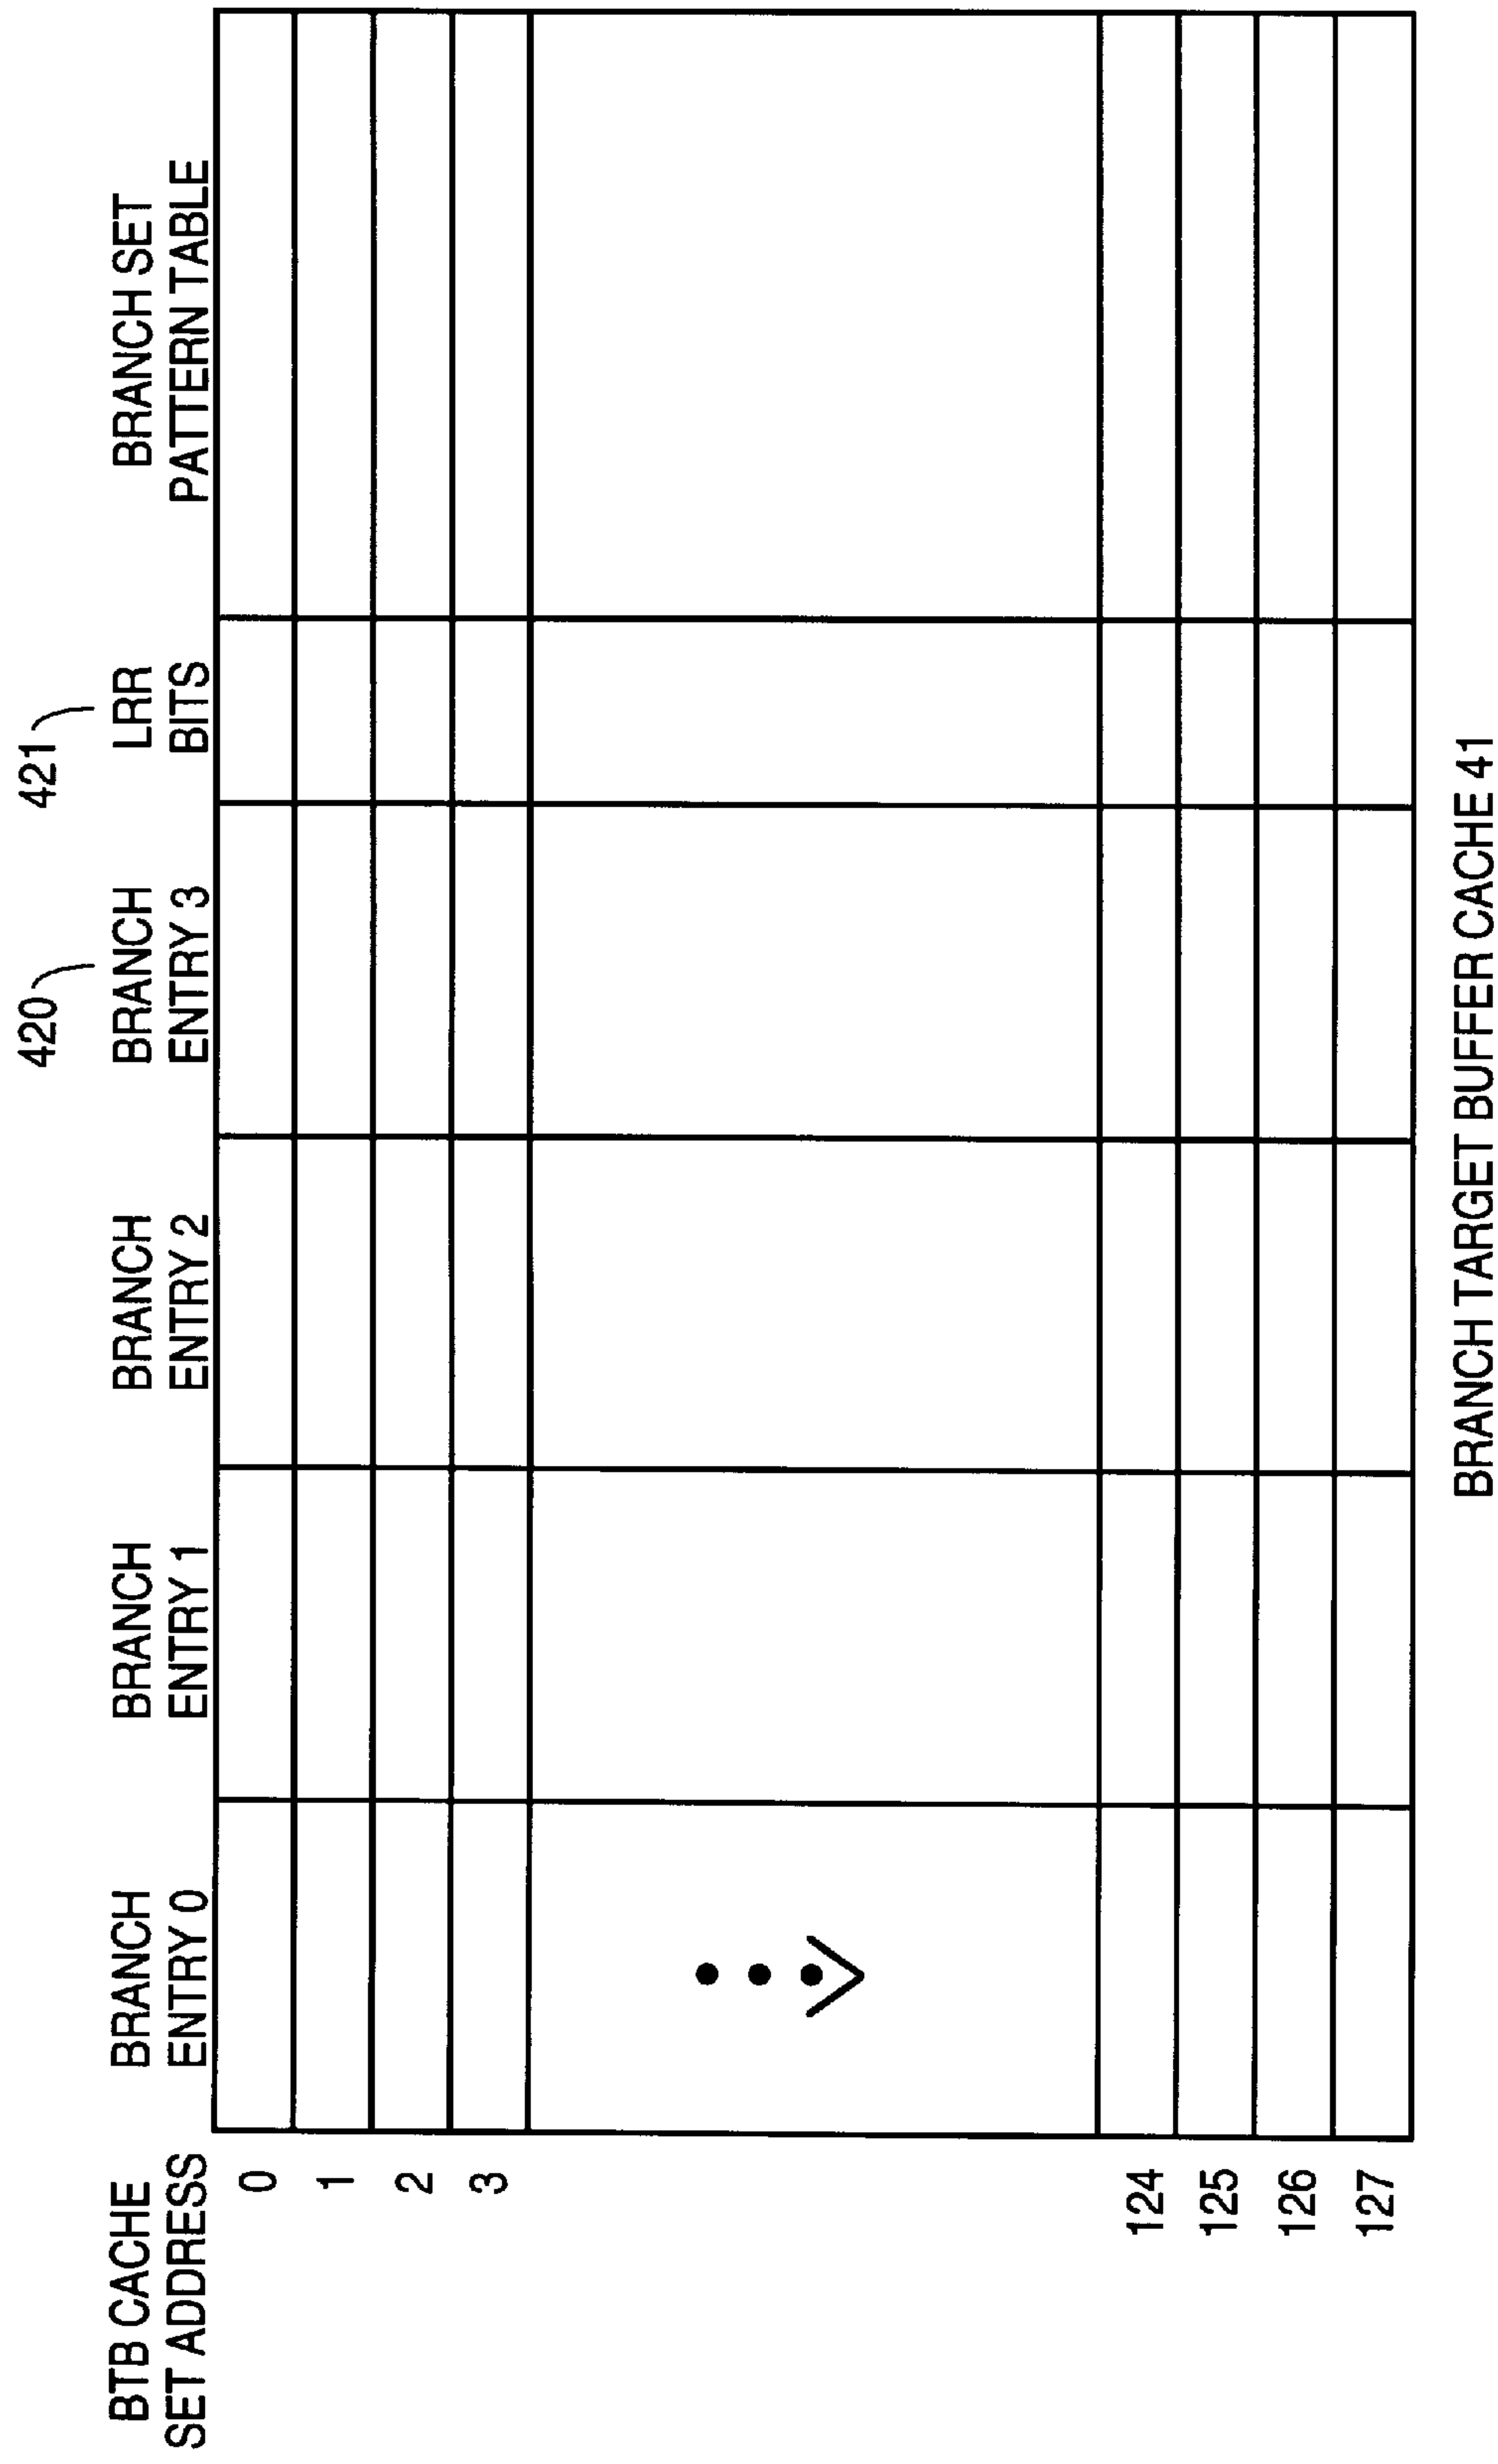 420
421
BTB CACHE
SET ADDRESS
BRANCH
ENTRY 0
BRANCH
ENTRY 1
BRANCH
ENTRY 2
BRANCH
ENTRY 3
LRR
BITS
BRANCH SET
PATTERN TABLE
0
1
2
3
124
125
126
127
BRANCH TARGET BUFFER CACHE 41